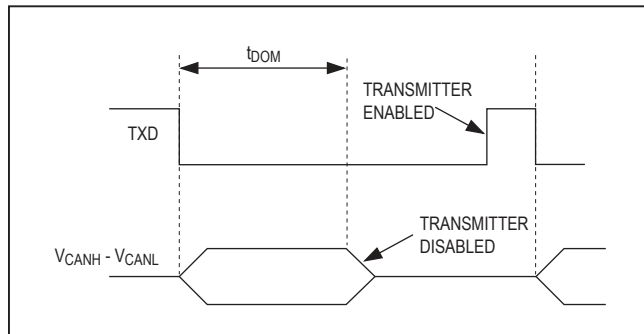 tDOM
TRANSMITTER
ENABLED
TXD
TRANSMITTER
DISABLED
VCANH - VCANL